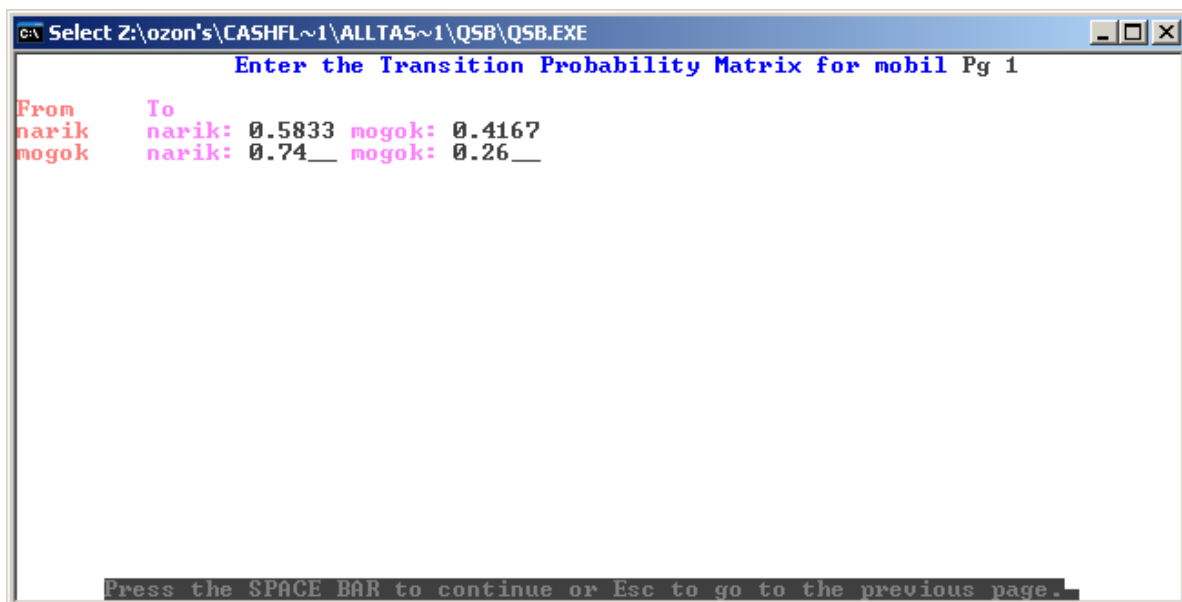 Select Z:\ozon's\CASHFL~1\ALLTAS~1\QSB\QSB.EXE
Enter the Transition Probability Matrix for mobil Pg 1
From To
narik narik: 0.5833 mogok: 0.4167
mogok narik: 0.74__ mogok: 0.26__
Press the SPACE BAR to continue or Esc to go to the previous page.